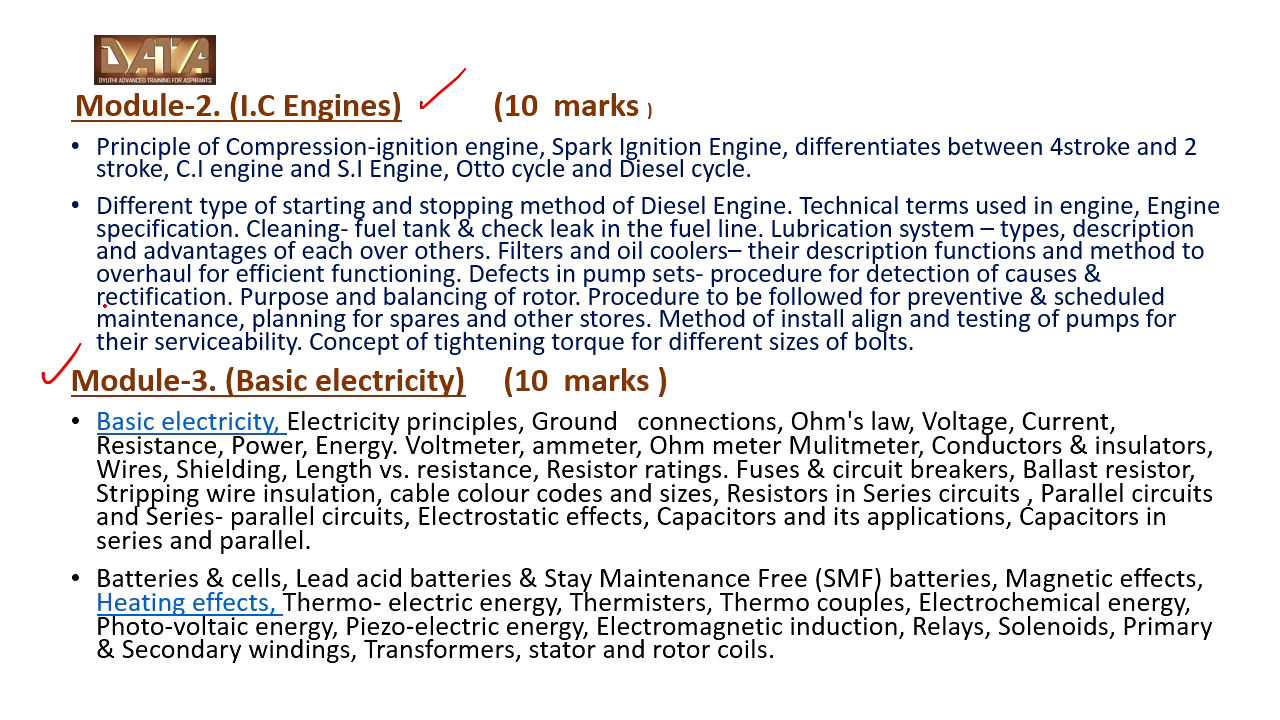 DATA
DYUTHI ADVANCED TRAINING FOR ASPIRANTS
Module-2. (I.C Engines) (10 marks )
• Principle of Compression-ignition engine, Spark Ignition Engine, differentiates between 4stroke and 2
stroke, C.I engine and S.I Engine, Otto cycle and Diesel cycle.
• Different type of starting and stopping method of Diesel Engine. Technical terms used in engine, Engine
specification. Cleaning- fuel tank & check leak in the fuel line. Lubrication system – types, description
and advantages of each over others. Filters and oil coolers– their description functions and method to
overhaul for efficient functioning. Defects in pump sets- procedure for detection of causes &
rectification. Purpose and balancing of rotor. Procedure to be followed for preventive & scheduled
maintenance, planning for spares and other stores. Method of install align and testing of pumps for
their serviceability. Concept of tightening torque for different sizes of bolts.
Module-3. (Basic electricity) (10 marks )
• Basic electricity, Electricity principles, Ground connections, Ohm's law, Voltage, Current,
Resistance, Power, Energy. Voltmeter, ammeter, Ohm meter Mulitmeter, Conductors & insulators,
Wires, Shielding, Length vs. resistance, Resistor ratings. Fuses & circuit breakers, Ballast resistor,
Stripping wire insulation, cable colour codes and sizes, Resistors in Series circuits , Parallel circuits
and Series- parallel circuits, Electrostatic effects, Capacitors and its applications, Capacitors in
series and parallel.
• Batteries & cells, Lead acid batteries & Stay Maintenance Free (SMF) batteries, Magnetic effects,
Heating effects, Thermo- electric energy, Thermisters, Thermo couples, Electrochemical energy,
Photo-voltaic energy, Piezo-electric energy, Electromagnetic induction, Relays, Solenoids, Primary
& Secondary windings, Transformers, stator and rotor coils.